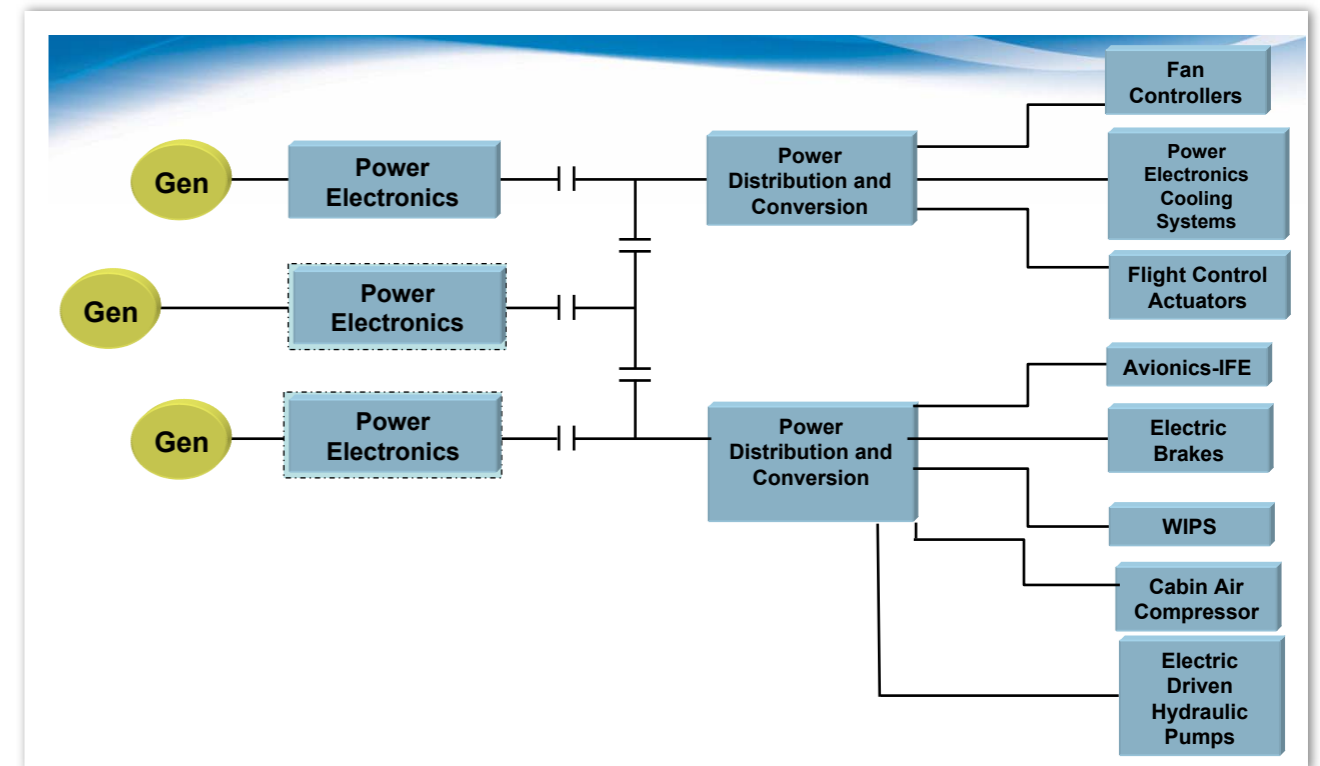 Fan
Controllers
Gen
Power
Electronics
Power
Distribution and
Conversion
Power
Electronics
Cooling
Systems
Flight Control
Actuators
Gen
Power
Electronics
Avionics-IFE
Gen
Power
Electronics
Power
Distribution and
Conversion
Electric
Brakes
WIPS
Cabin Air
Compressor
Electric
Driven
Hydraulic
Pumps